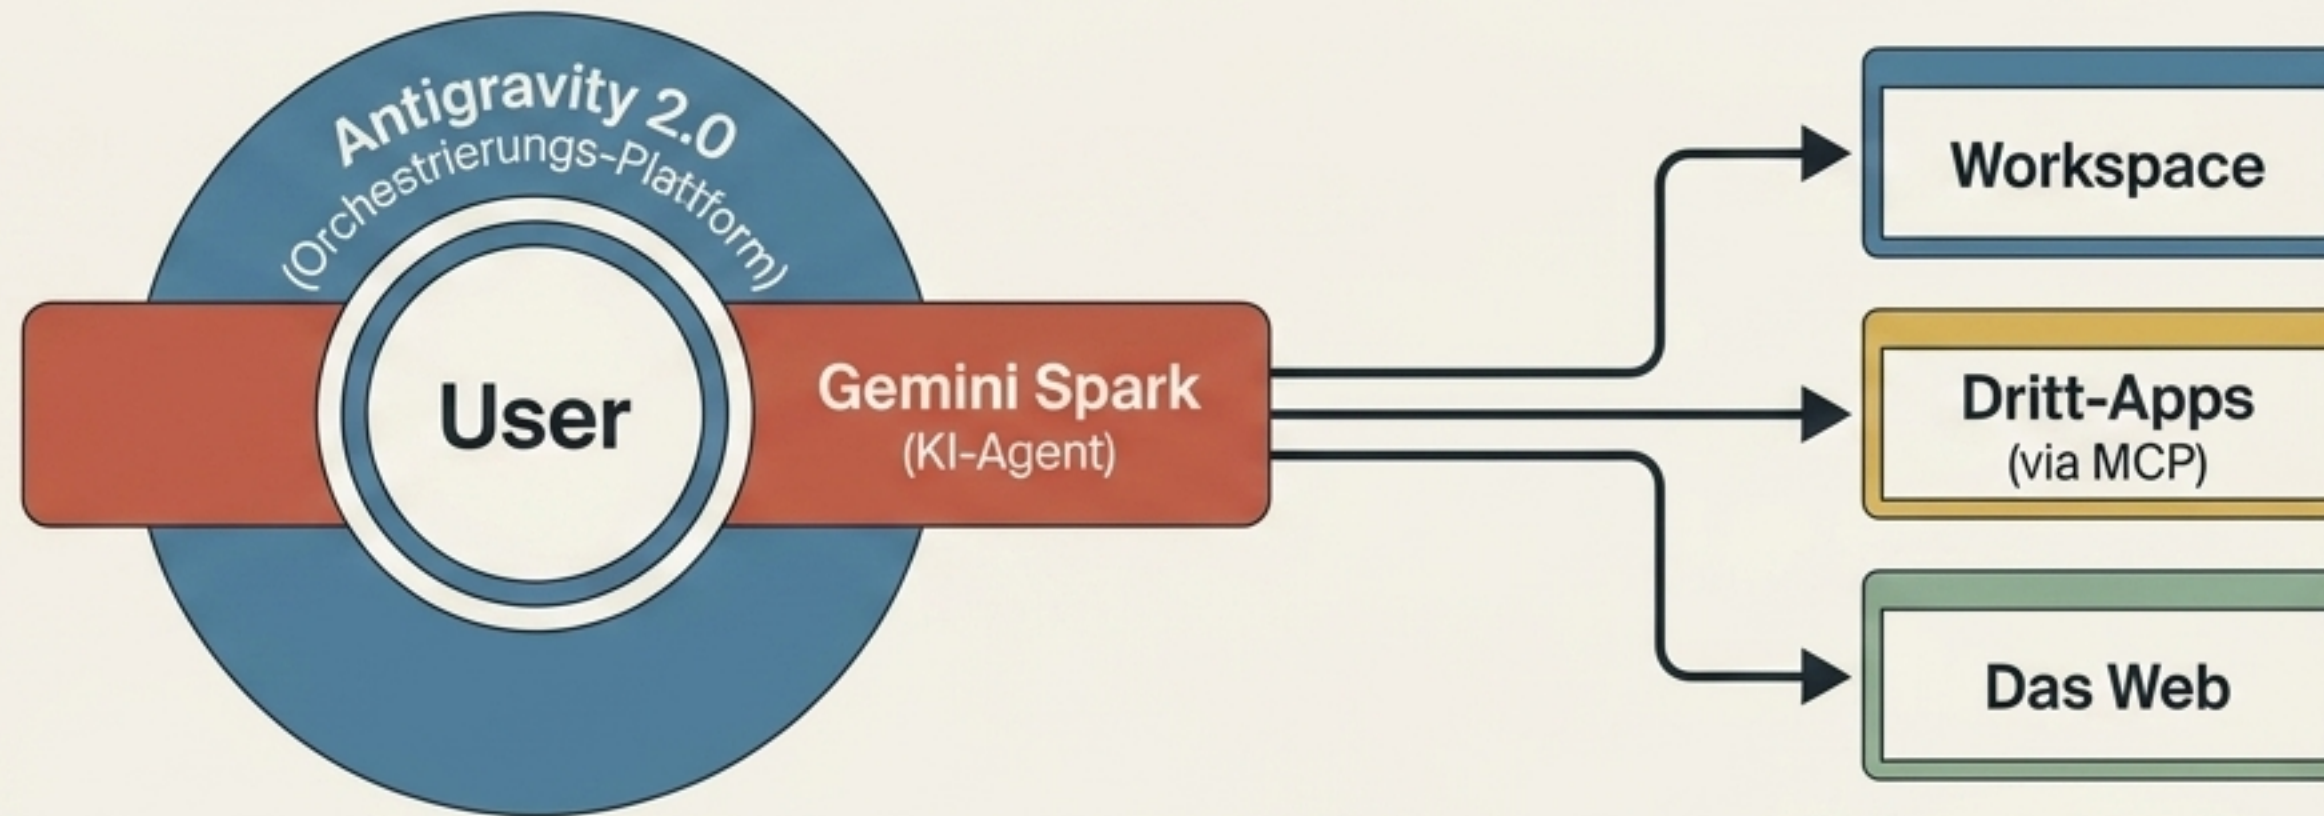 Antigravity 2.0
(Orchestrierungs-Plattform)
User
Gemini Spark
(KI-Agent)
Workspace
Dritt-Apps
(via MCP)
Das Web